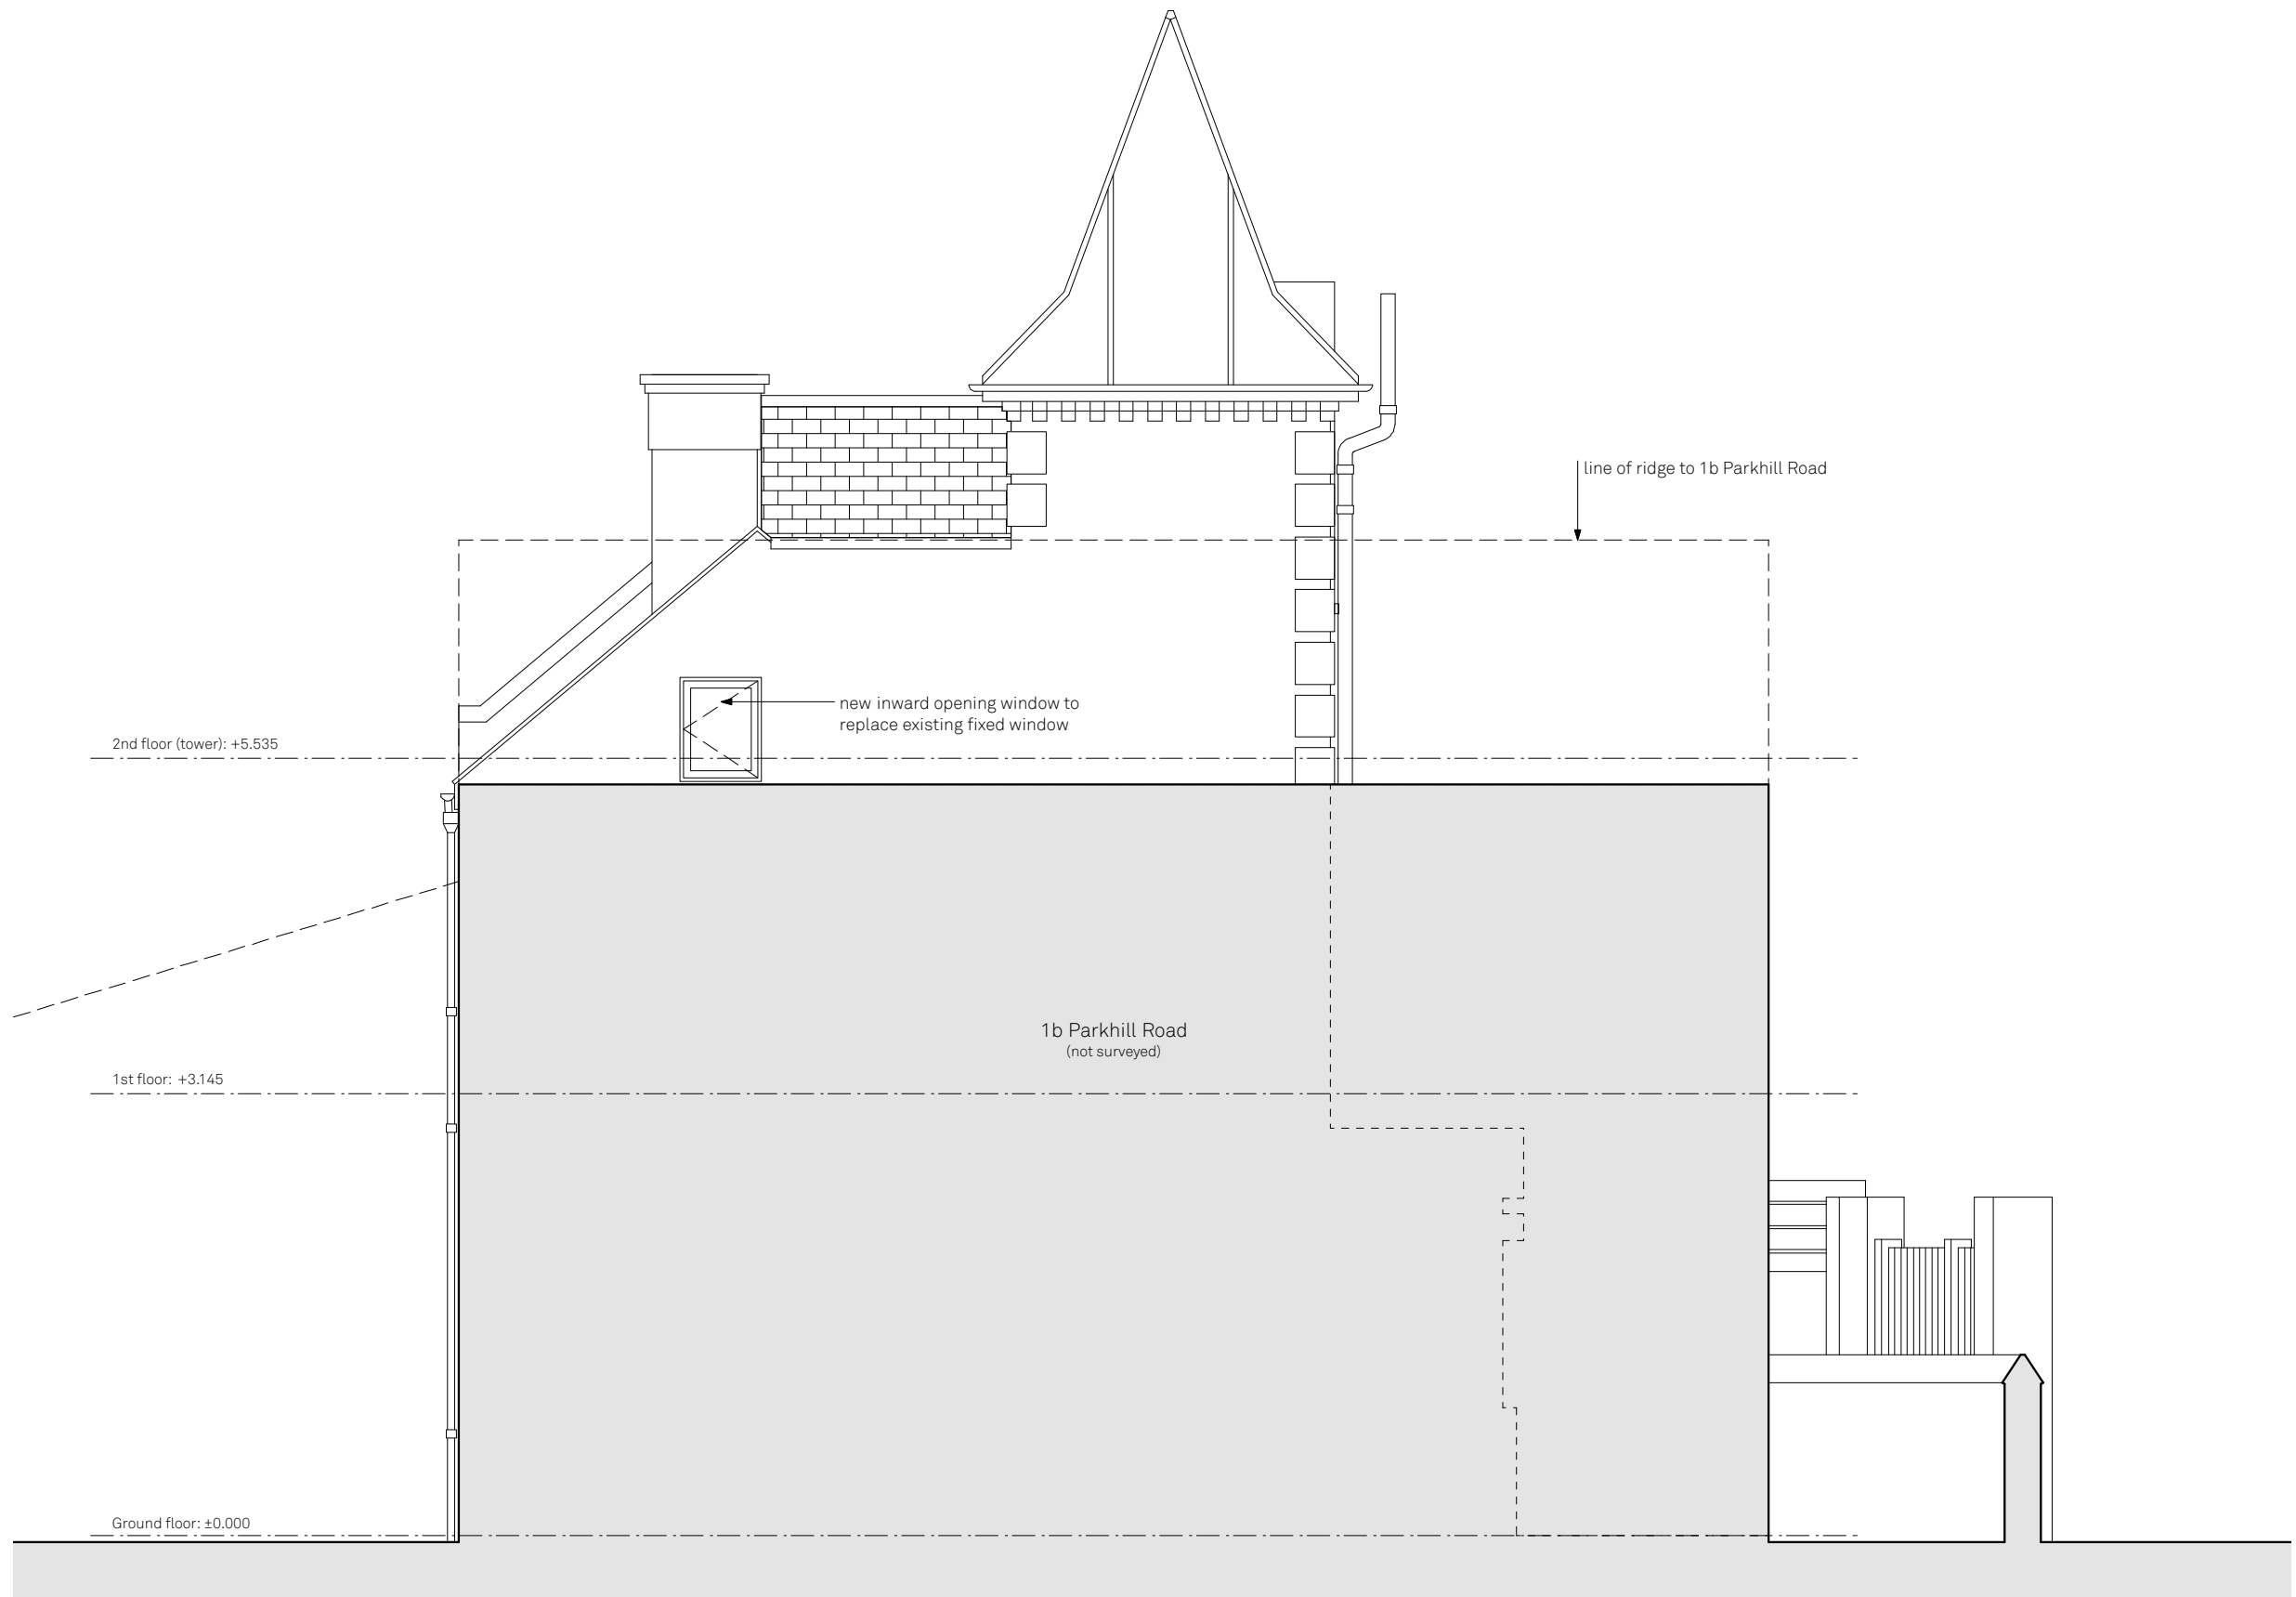 line of ridge to 1b Parkhill Road
new inward opening window to
replace existing fixed window
2nd floor (tower): +5.535
1b Parkhill Road
(not surveyed)
1st floor: +3.145
Ground floor: ±0.000